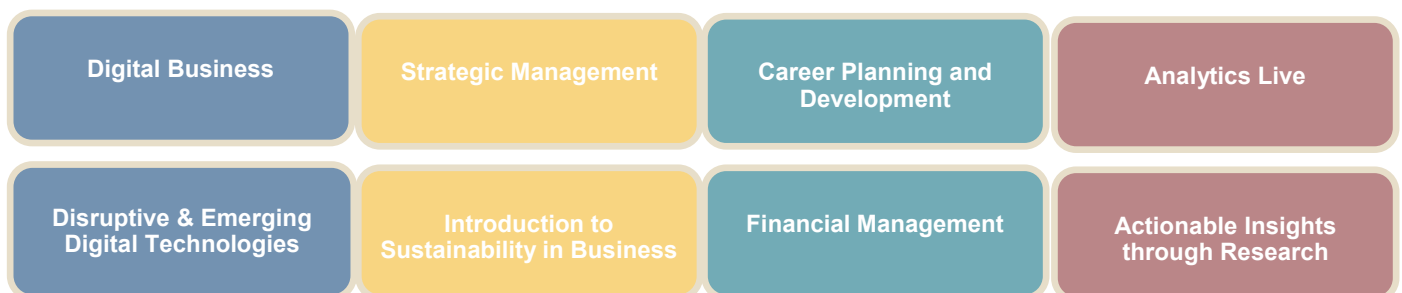 Digital Business
Strategic Management
Career Planning and
Development
Analytics Live
Disruptive & Emerging
Digital Technologies
Introduction to
Sustainability in Business
Financial Management
Actionable Insights
through Research